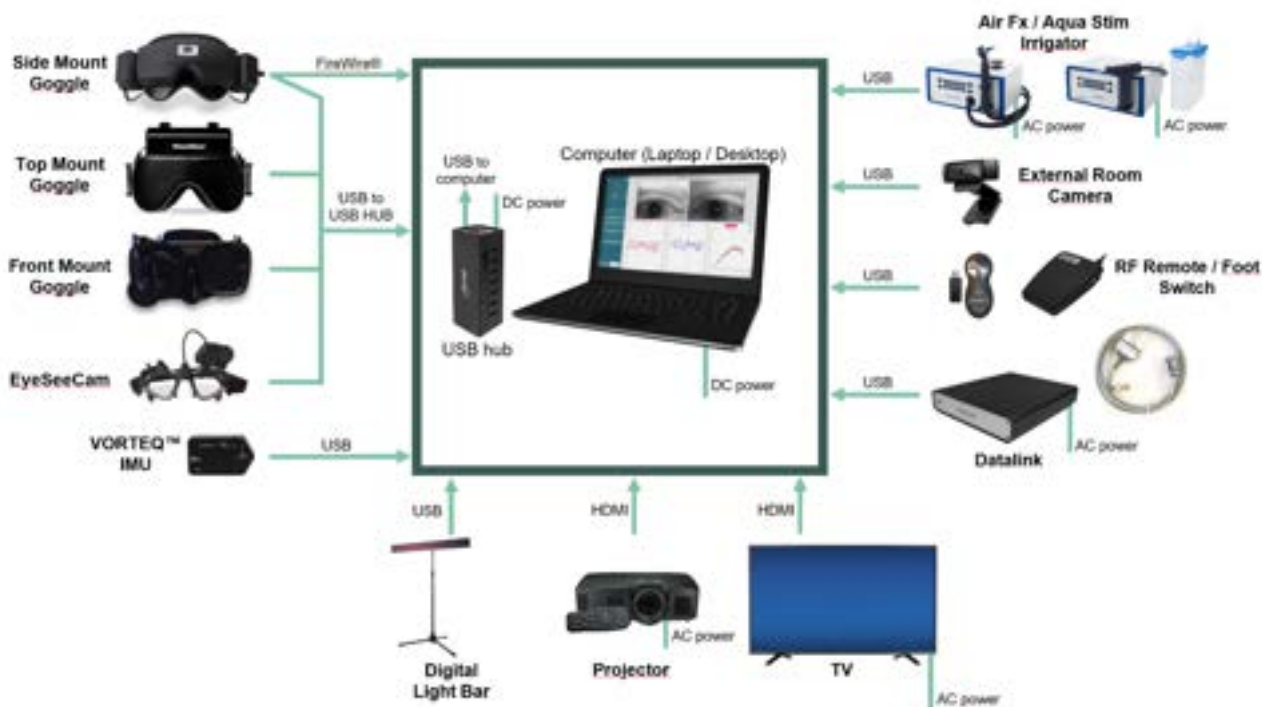 Side Mount
Goggle
FireWire®
Top Mount
Goggle
USB to
USB HUB
Front Mount
Goggle
EyeSeeCam
VORTEQ™
IMU
USB
USB to
computer
DC power
USB hub
Computer (Laptop / Desktop)
DC power
Air Fx / Aqua Stim
Irrigator
USB
AC power
AC power
USB
External Room
Camera
USB
RF Remote / Foot
Switch
USB
AC power
Datalink
USB
Digital
Light Bar
HDMI
AC power
Projector
HDMI
TV
AC power